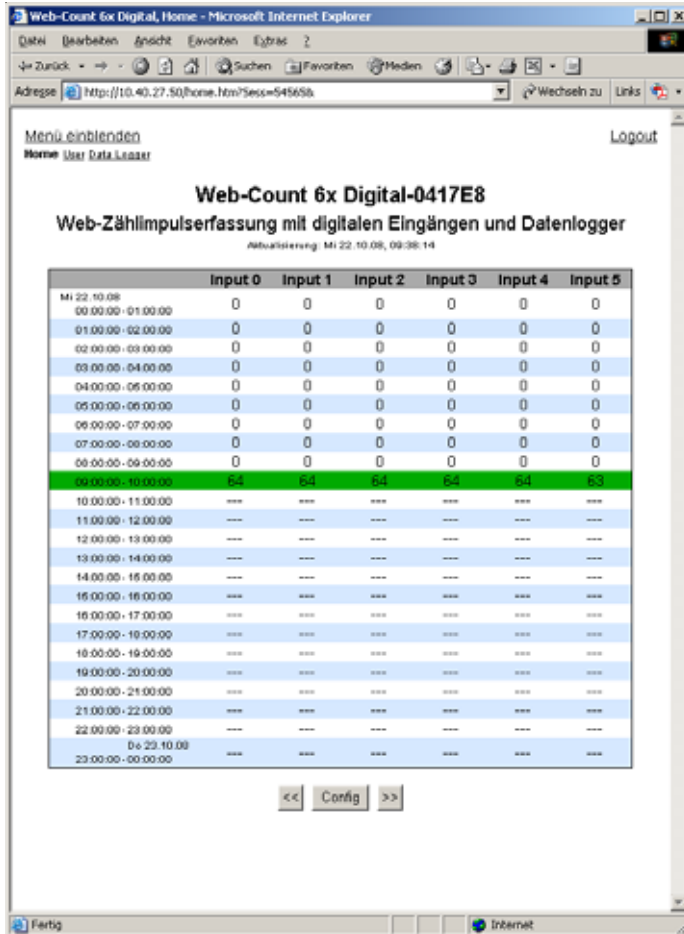 Web-Count 6x Digital, Home - Microsoft Internet Explorer
Datei Bearbeiten Ansicht Favoriten Extras ?
Zurück Suchen Favoriten Medien
Adresse http://10.40.27.50/home.htm?Sess=54565& Wechseln zu Links
Menü einblenden Logout
Home User Data Logger
Web-Count 6x Digital-0417E8
Web-Zählimpulserfassung mit digitalen Eingängen und Datenlogger
Aktualisierung: Mi 22.10.08, 09:38:14
Input 0 Input 1 Input 2 Input 3 Input 4 Input 5
Mi 22.10.08
00:00:00 - 01:00:00 0 0 0 0 0 0
01:00:00 - 02:00:00 0 0 0 0 0 0
02:00:00 - 03:00:00 0 0 0 0 0 0
03:00:00 - 04:00:00 0 0 0 0 0 0
04:00:00 - 05:00:00 0 0 0 0 0 0
05:00:00 - 06:00:00 0 0 0 0 0 0
06:00:00 - 07:00:00 0 0 0 0 0 0
07:00:00 - 08:00:00 0 0 0 0 0 0
08:00:00 - 09:00:00 0 0 0 0 0 0
09:00:00 - 10:00:00 64 64 64 64 64 63
10:00:00 - 11:00:00 --- --- --- --- --- ---
11:00:00 - 12:00:00 --- --- --- --- --- ---
12:00:00 - 13:00:00 --- --- --- --- --- ---
13:00:00 - 14:00:00 --- --- --- --- --- ---
14:00:00 - 15:00:00 --- --- --- --- --- ---
15:00:00 - 16:00:00 --- --- --- --- --- ---
16:00:00 - 17:00:00 --- --- --- --- --- ---
17:00:00 - 18:00:00 --- --- --- --- --- ---
18:00:00 - 19:00:00 --- --- --- --- --- ---
19:00:00 - 20:00:00 --- --- --- --- --- ---
20:00:00 - 21:00:00 --- --- --- --- --- ---
21:00:00 - 22:00:00 --- --- --- --- --- ---
22:00:00 - 23:00:00 --- --- --- --- --- ---
Do 23.10.08
23:00:00 - 00:00:00 --- --- --- --- --- ---
<< Config >>
Fertig Internet